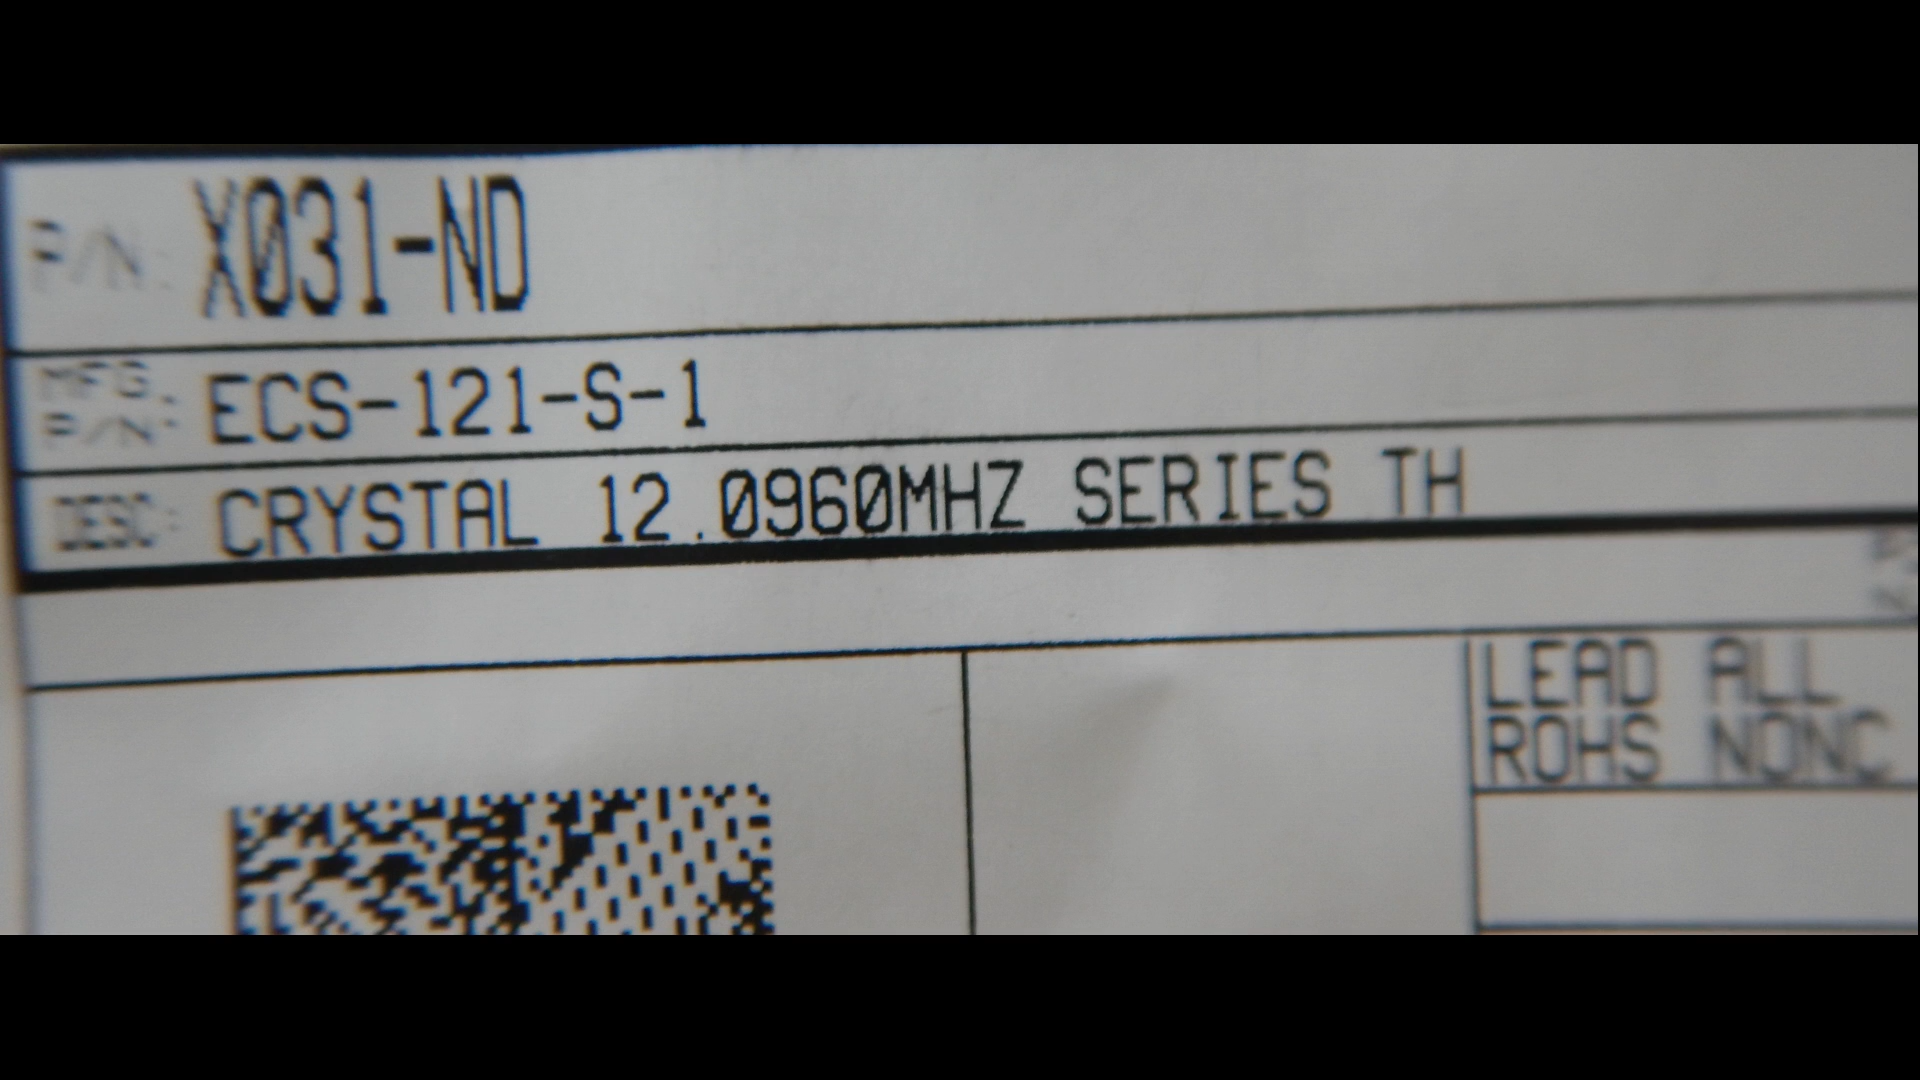 P/N: X031-ND
MFG. P/N: ECS-121-S-1
DESC: CRYSTAL 12.0960MHZ SERIES TH
LEAD ALL
ROHS NONC